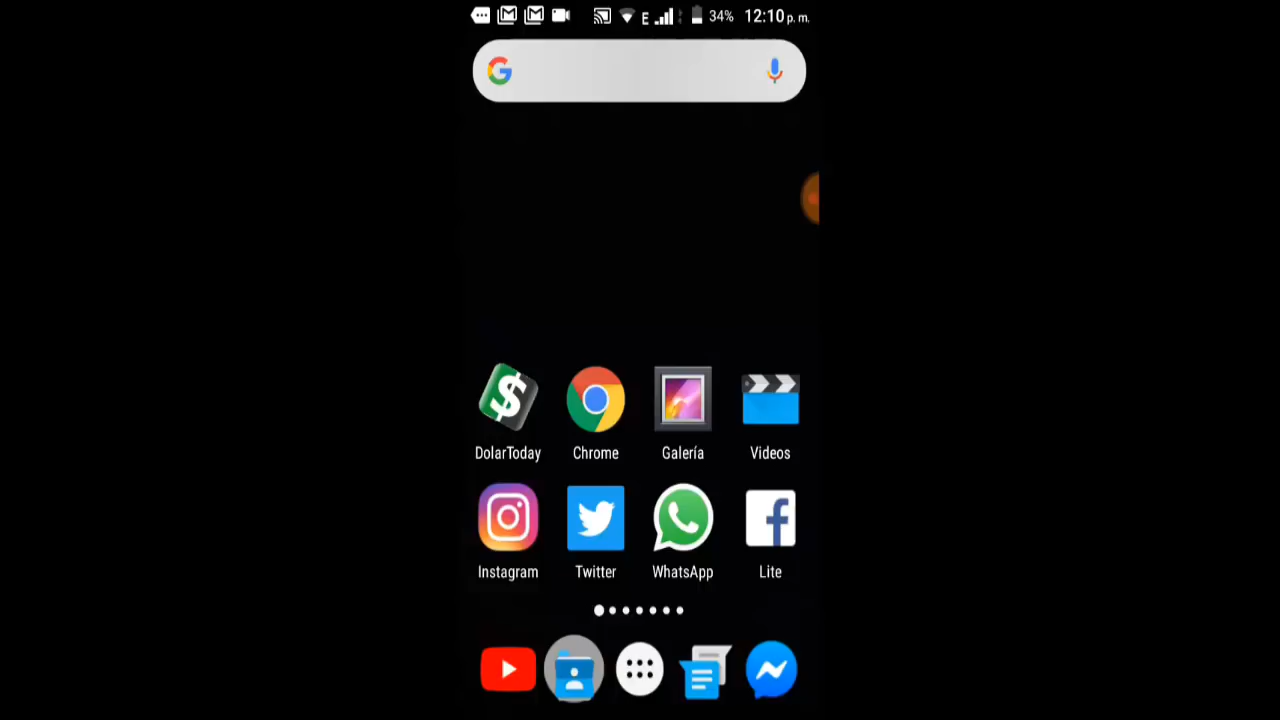 E 34% 12:10 p. m.
DolarToday Chrome Galería Videos
Instagram Twitter WhatsApp Lite